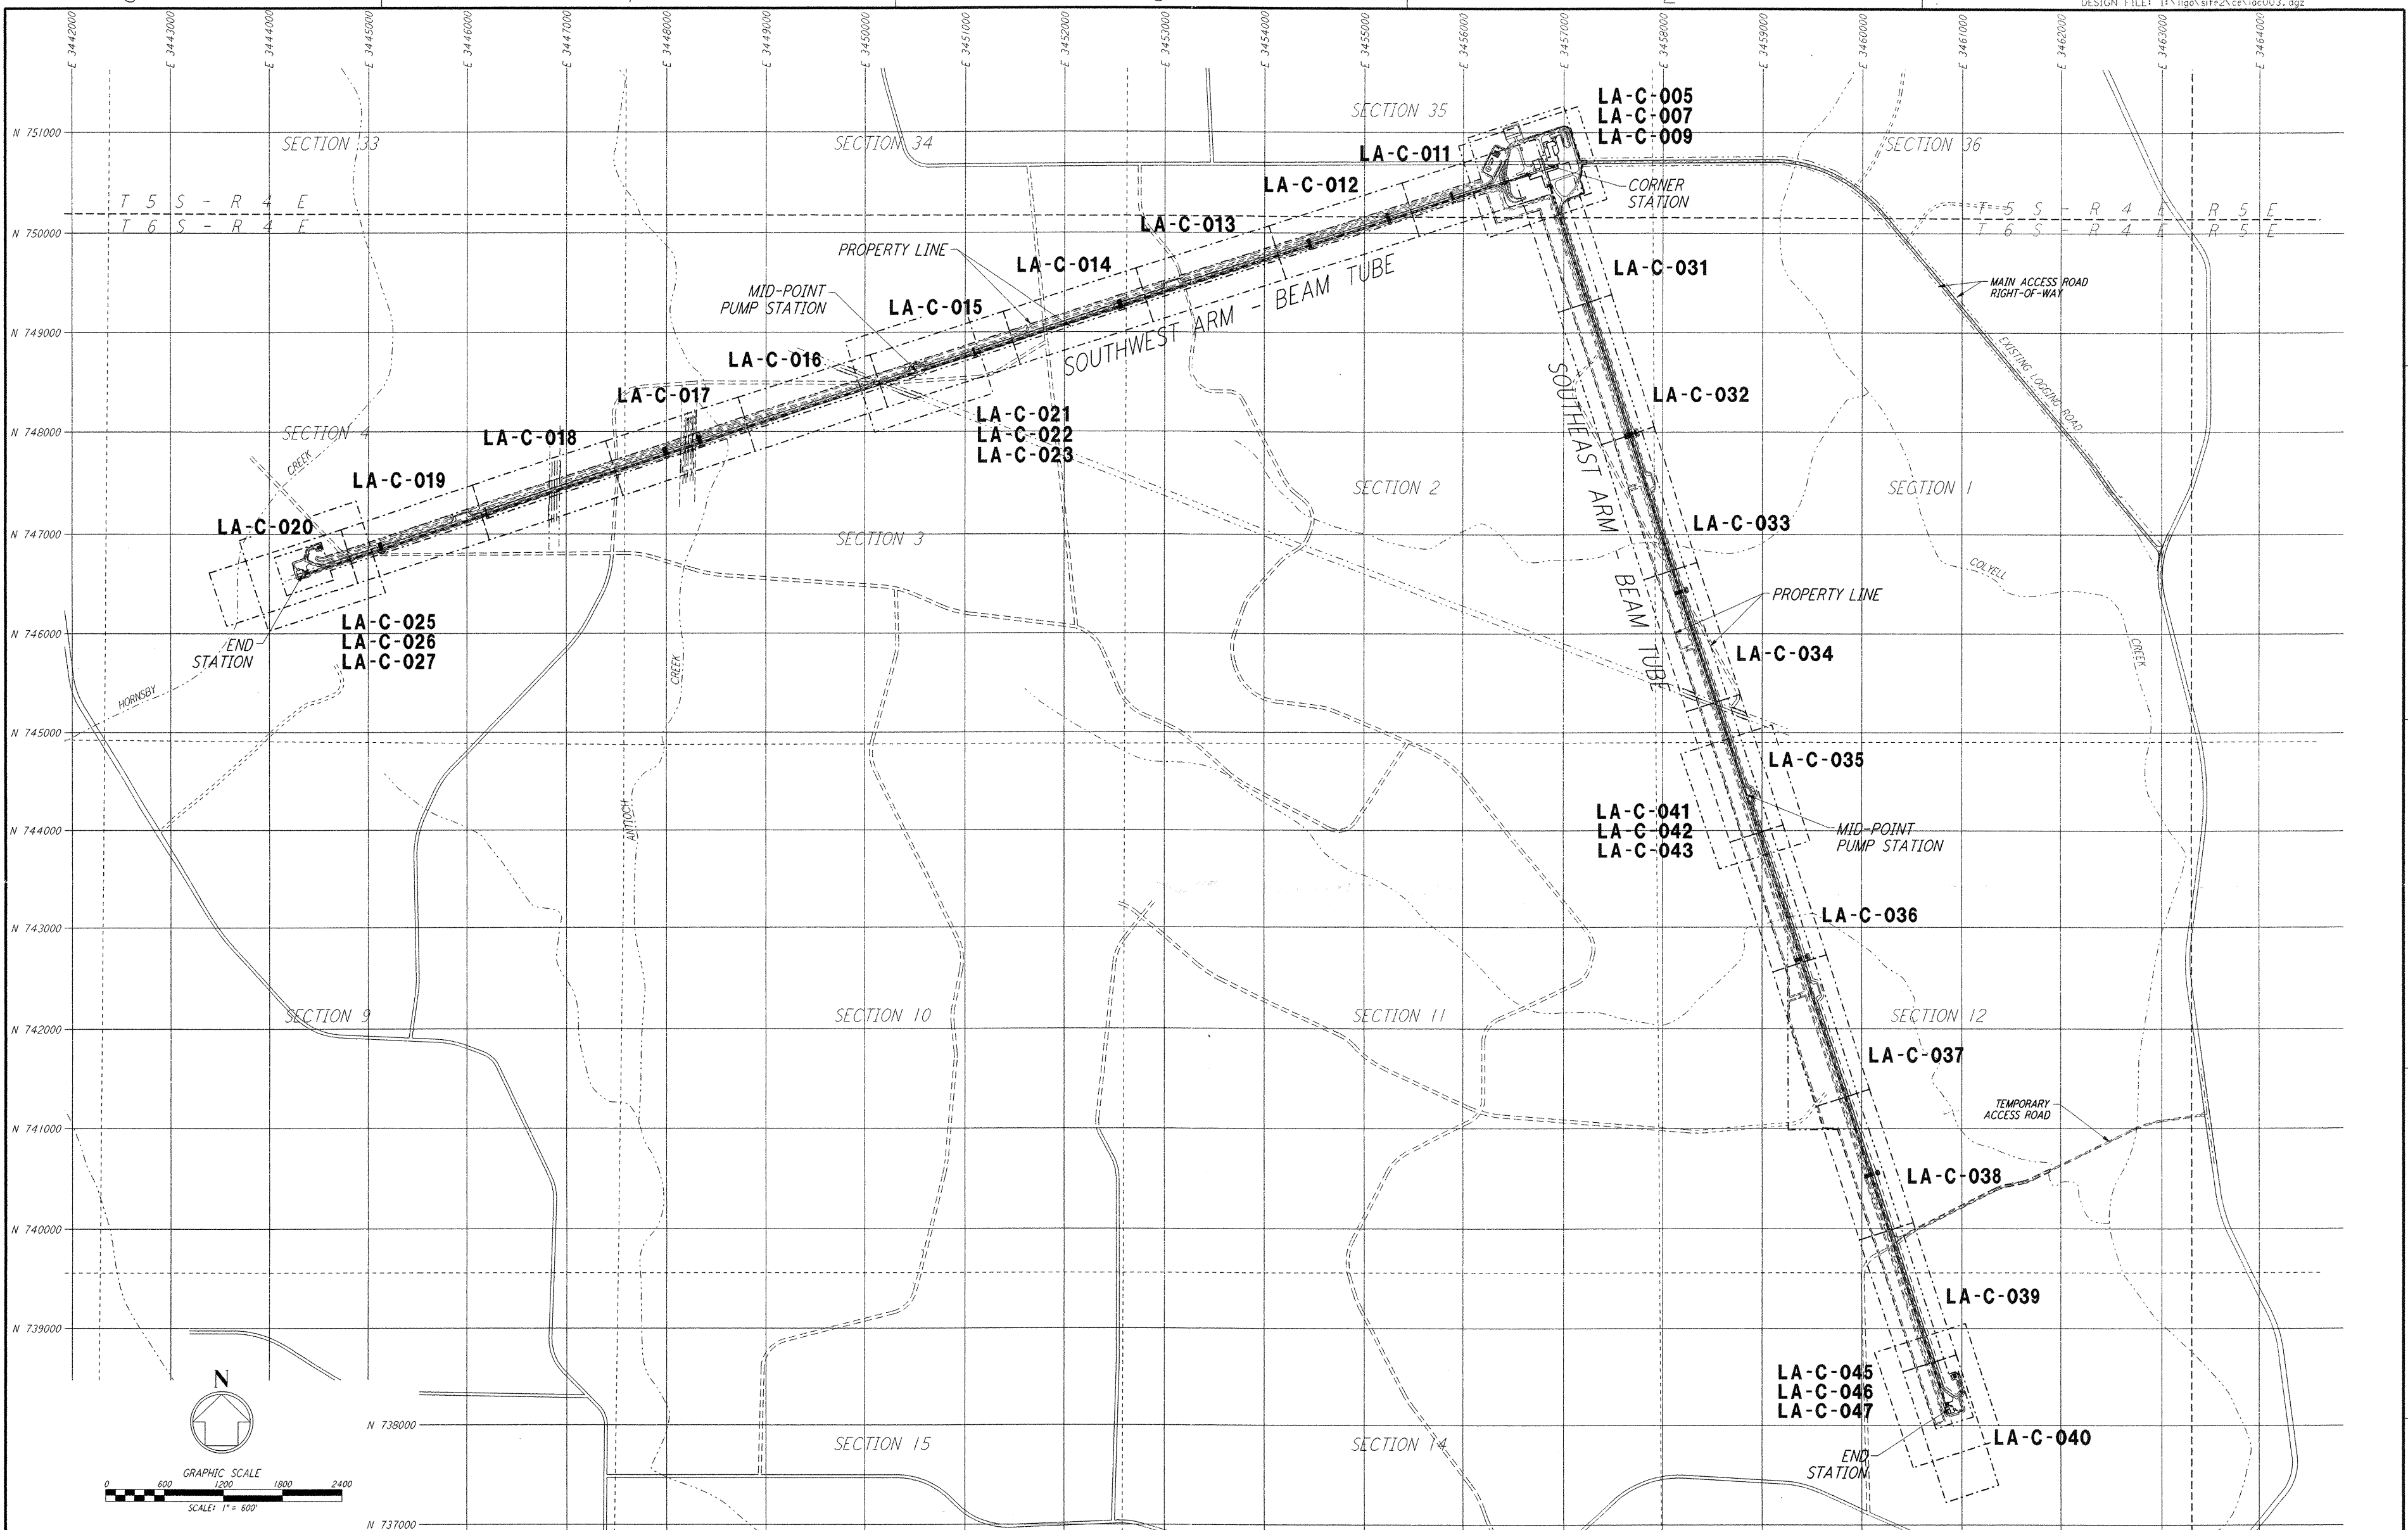 DESIGN FILE: I:\ligo\site2\ce\lac003.dgz
E 3442000
E 3443000
E 3444000
E 3445000
E 3446000
E 3447000
E 3448000
E 3449000
E 3450000
E 3451000
E 3452000
E 3453000
E 3454000
E 3455000
E 3456000
E 3457000
E 3458000
E 3459000
E 3460000
E 3461000
E 3462000
E 3463000
E 3464000
N 751000
N 750000
N 749000
N 748000
N 747000
N 746000
N 745000
N 744000
N 743000
N 742000
N 741000
N 740000
N 739000
N 738000
N 737000
SECTION 33
SECTION 34
SECTION 35
SECTION 36
T 5 S - R 4 E
T 6 S - R 4 E
T 5 S - R 4 E R 5 E
T 6 S - R 4 E R 5 E
LA-C-005
LA-C-007
LA-C-009
LA-C-011
LA-C-012
LA-C-013
LA-C-014
LA-C-015
LA-C-016
LA-C-017
LA-C-018
LA-C-019
LA-C-020
LA-C-021
LA-C-022
LA-C-023
LA-C-025
LA-C-026
LA-C-027
CORNER
STATION
PROPERTY LINE
MID-POINT
PUMP STATION
SOUTHWEST ARM - BEAM TUBE
SOUTHEAST ARM - BEAM TUBE
MAIN ACCESS ROAD
RIGHT-OF-WAY
EXISTING LOGGING ROAD
LA-C-031
LA-C-032
LA-C-033
LA-C-034
LA-C-035
LA-C-036
LA-C-037
LA-C-038
LA-C-039
LA-C-040
LA-C-041
LA-C-042
LA-C-043
LA-C-045
LA-C-046
LA-C-047
PROPERTY LINE
MID-POINT
PUMP STATION
SECTION 4
SECTION 3
SECTION 2
SECTION 1
CREEK
HORNSBY
CREEK
ANTIOCH
COLYELL
CREEK
END
STATION
SECTION 9
SECTION 10
SECTION 11
SECTION 12
TEMPORARY
ACCESS ROAD
SECTION 15
SECTION 14
END
STATION
N
GRAPHIC SCALE
0 600 1200 1800 2400
SCALE: 1" = 600'